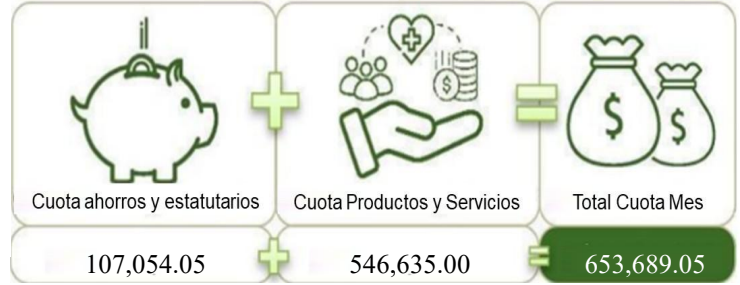 $
$ $
Cuota ahorros y estatutarios
Cuota Productos y Servicios
Total Cuota Mes
107,054.05 + 546,635.00 = 653,689.05